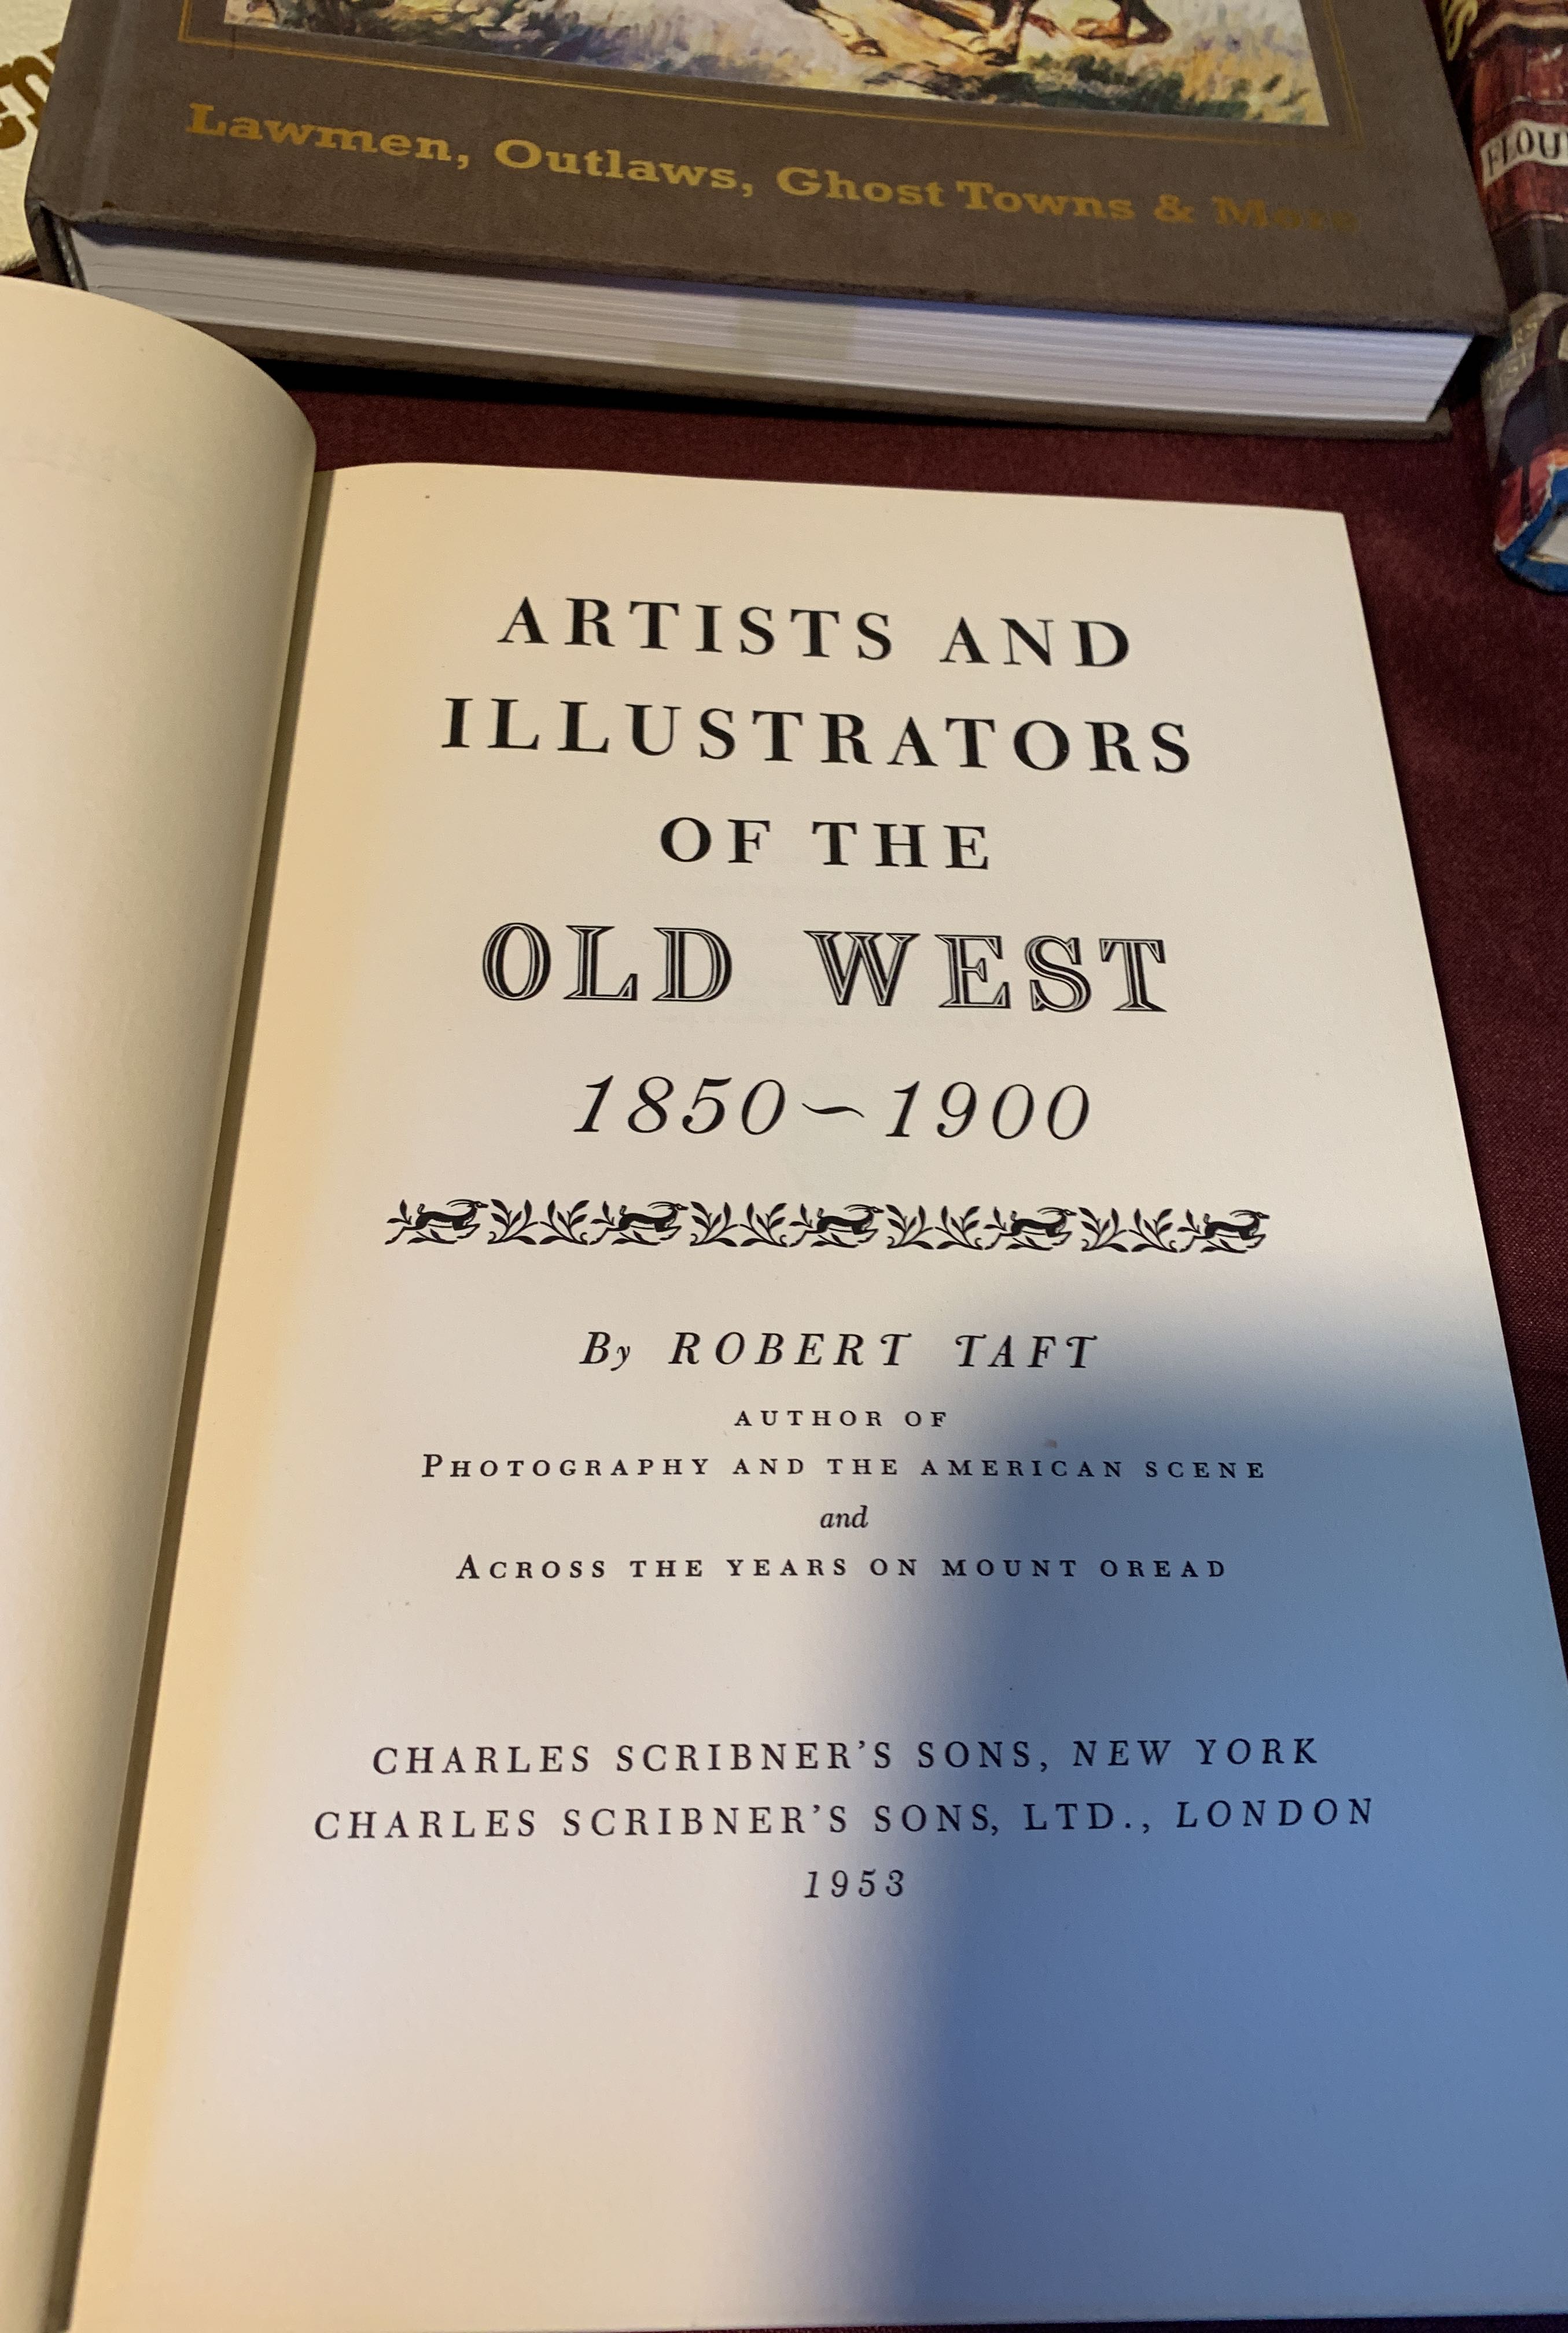 Lawmen, Outlaws, Ghost Towns & More
ARTISTS AND
ILLUSTRATORS
OF THE
OLD WEST
1850~1900
By ROBERT TAFT
AUTHOR OF
PHOTOGRAPHY AND THE AMERICAN SCENE
and
ACROSS THE YEARS ON MOUNT OREAD
CHARLES SCRIBNER'S SONS, NEW YORK
CHARLES SCRIBNER'S SONS, LTD., LONDON
1953